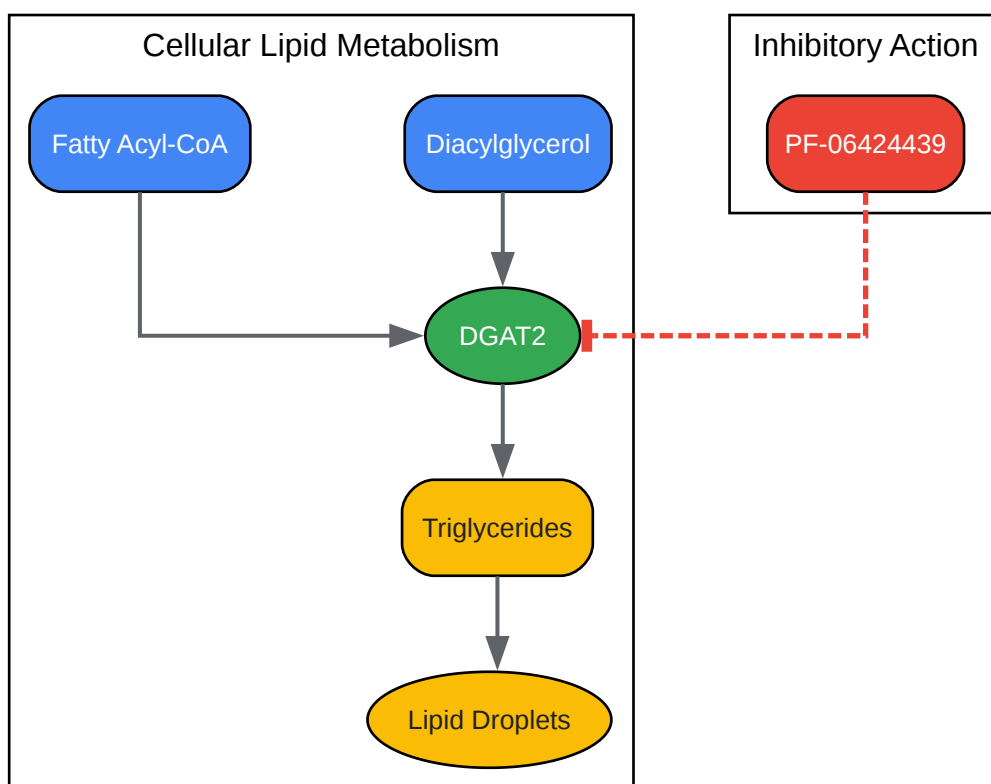 Cellular Lipid Metabolism
Inhibitory Action
Fatty Acyl-CoA
Diacylglycerol
PF-06424439
DGAT2
Triglycerides
Lipid Droplets